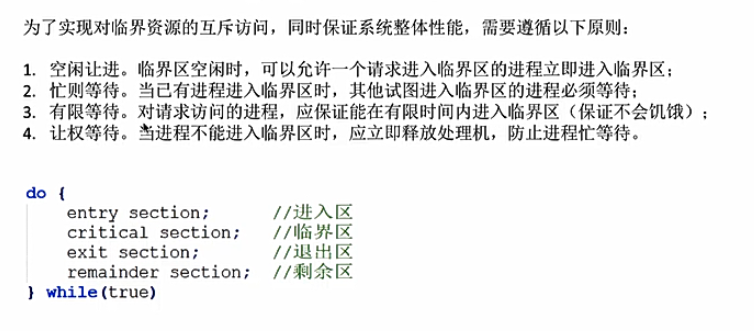 为了实现对临界资源的互斥访问，同时保证系统整体性能，需要遵循以下原则：
1. 空闲让进。临界区空闲时，可以允许一个请求进入临界区的进程立即进入临界区；
2. 忙则等待。当已有进程进入临界区时，其他试图进入临界区的进程必须等待；
3. 有限等待。对请求访问的进程，应保证能在有限时间内进入临界区（保证不会饥饿）；
4. 让权等待。当进程不能进入临界区时，应立即释放处理机，防止进程忙等待。
do {
entry section; //进入区
critical section; //临界区
exit section; //退出区
remainder section; //剩余区
} while(true)